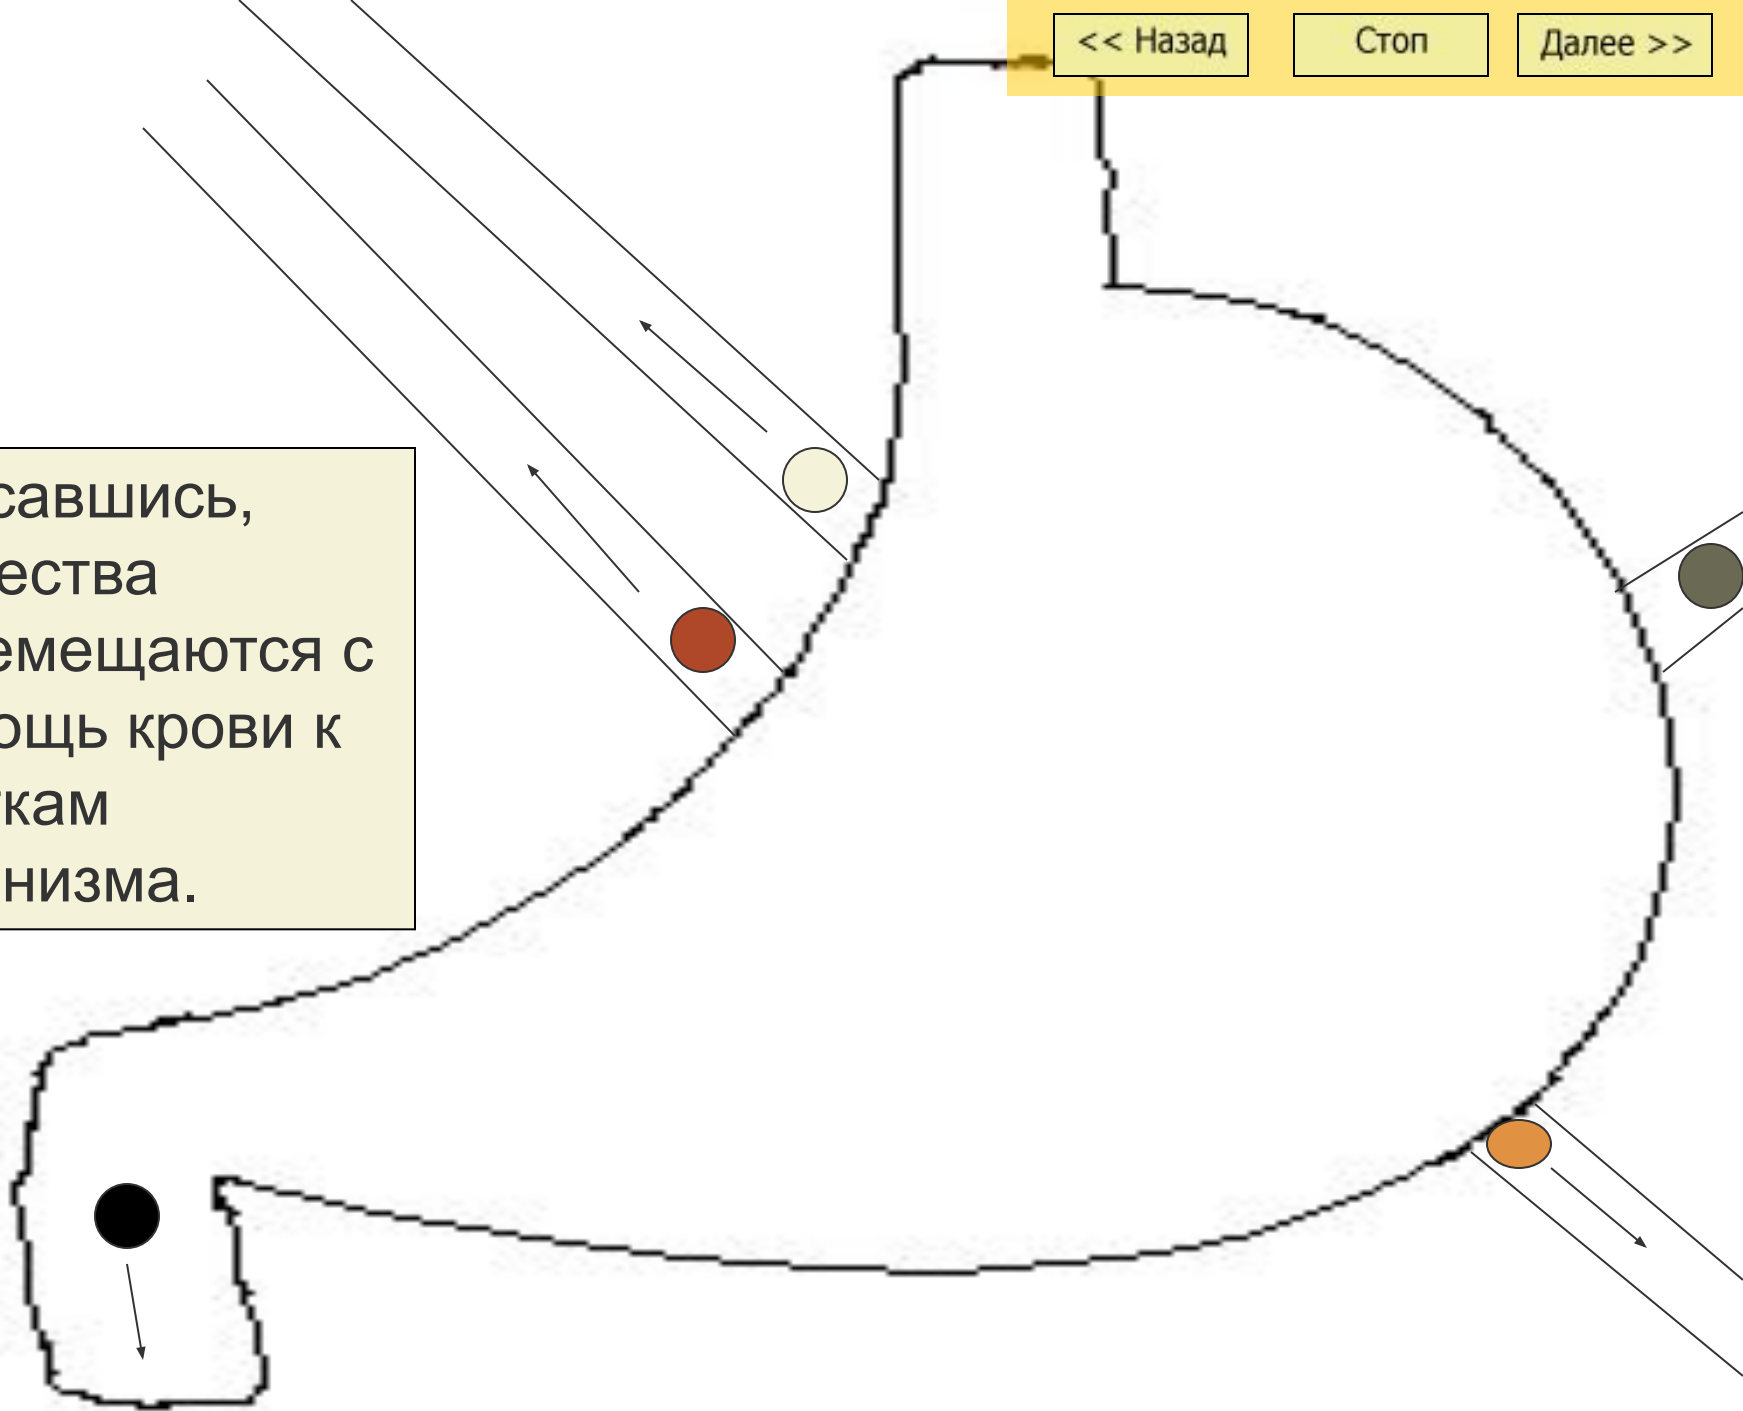 << Назад
Стоп
Далее >>
савшись,
ества
емещаются с
ощь крови к
кам
низма.